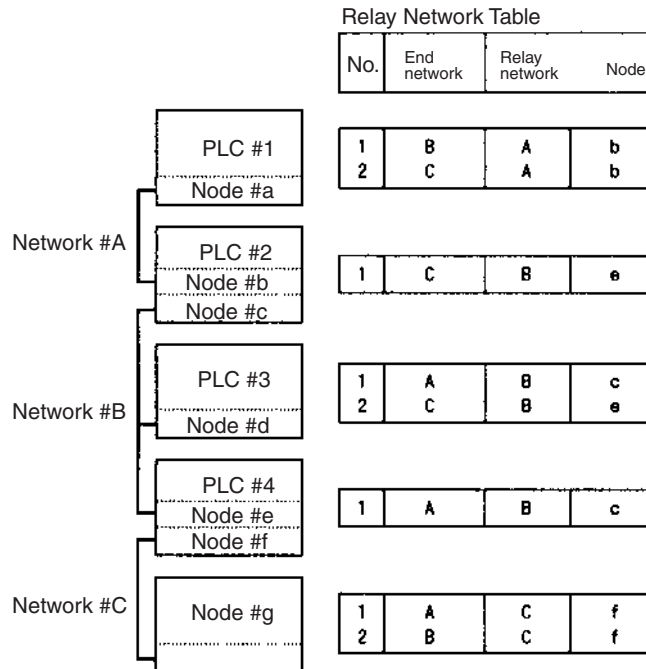 Relay Network Table
No. End network Relay network Node
PLC #1
Node #a
1 B A b
2 C A b
Network #A
PLC #2
Node #b
Node #c
1 C B e
Network #B
PLC #3
Node #d
1 A B c
2 C B e
PLC #4
Node #e
Node #f
1 A B c
Network #C
Node #g
1 A C f
2 B C f